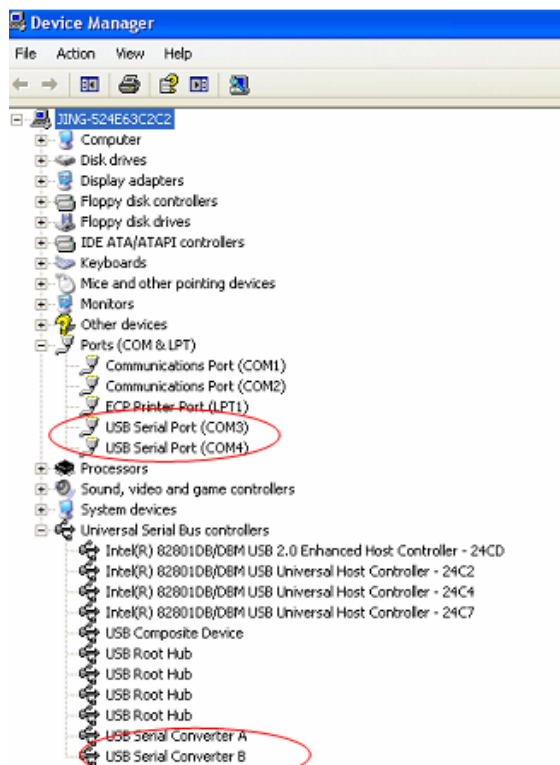 Device Manager
File Action View Help
JING-524E63C2C2
Computer
Disk drives
Display adapters
Floppy disk controllers
Floppy disk drives
IDE ATA/ATAPI controllers
Keyboards
Mice and other pointing devices
Monitors
Other devices
Ports (COM & LPT)
Communications Port (COM1)
Communications Port (COM2)
ECP Printer Port (LPT1)
USB Serial Port (COM3)
USB Serial Port (COM4)
Processors
Sound, video and game controllers
System devices
Universal Serial Bus controllers
Intel(R) 82801DB/DBM USB 2.0 Enhanced Host Controller - 24CD
Intel(R) 82801DB/DBM USB Universal Host Controller - 24C2
Intel(R) 82801DB/DBM USB Universal Host Controller - 24C4
Intel(R) 82801DB/DBM USB Universal Host Controller - 24C7
USB Composite Device
USB Root Hub
USB Root Hub
USB Root Hub
USB Root Hub
USB Serial Converter A
USB Serial Converter B